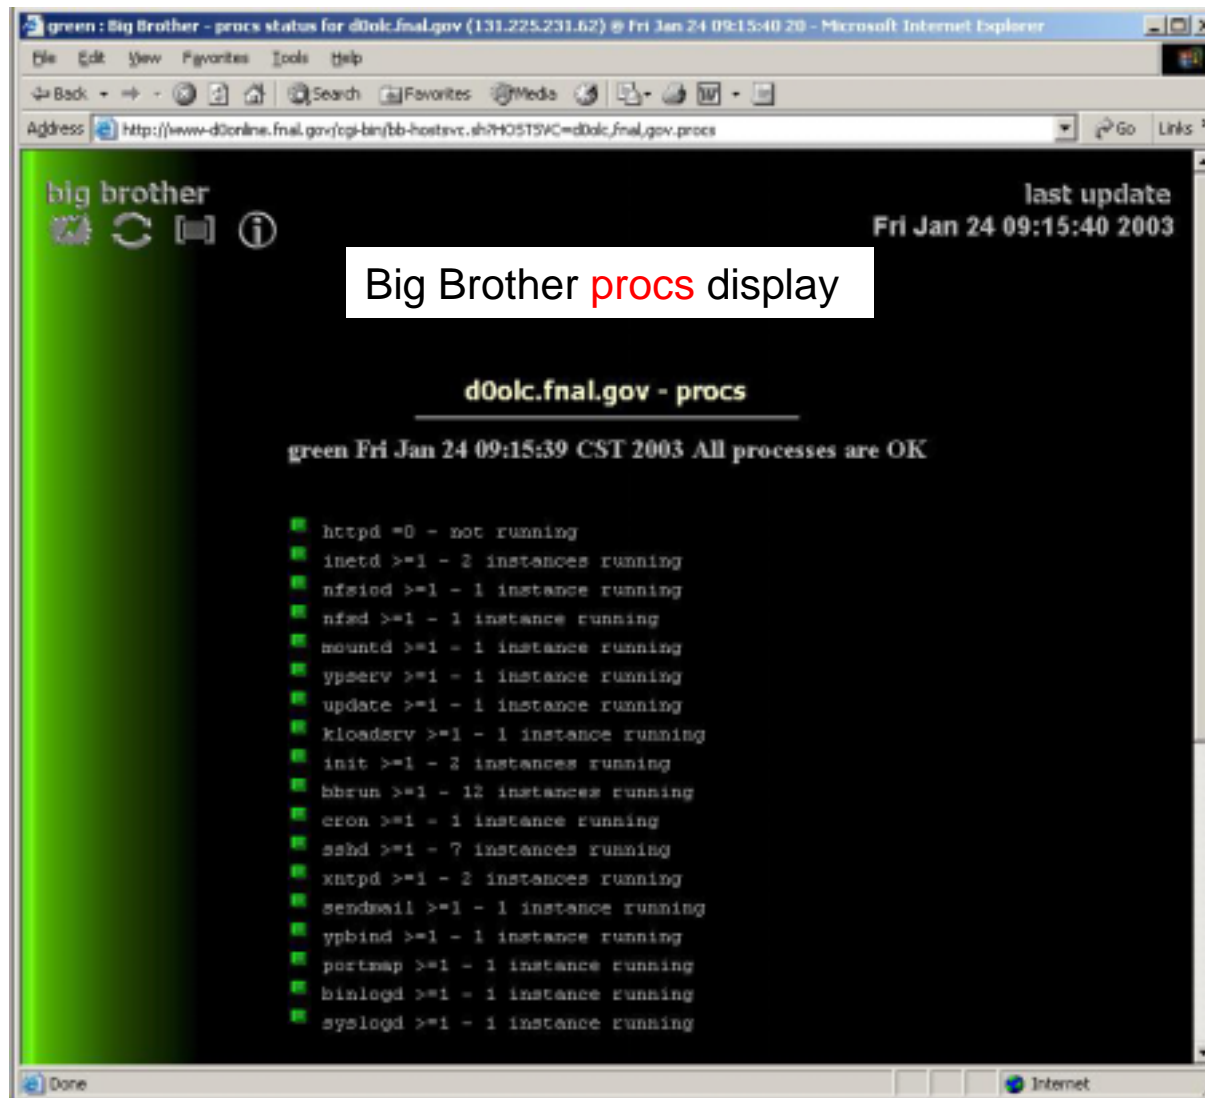 green : Big Brother - procs status for d0olc.fnal.gov (131.225.231.62) @ Fri Jan 24 09:15:40 20 - Microsoft Internet Explorer
File Edit View Favorites Tools Help
Back Search Favorites Media
Address http://www-d0online.fnal.gov/cgi-bin/bb-hostsvc.sh?HOSTSVC=d0olc,fnal,gov.procs Go Links
big brother
last update
Fri Jan 24 09:15:40 2003
Big Brother procs display
d0olc.fnal.gov - procs
green Fri Jan 24 09:15:39 CST 2003 All processes are OK
httpd =0 - not running
inetd >=1 - 2 instances running
nfsiod >=1 - 1 instance running
nfsd >=1 - 1 instance running
mountd >=1 - 1 instance running
ypserv >=1 - 1 instance running
update >=1 - 1 instance running
kloadsrv >=1 - 1 instance running
init >=1 - 2 instances running
bbrun >=1 - 12 instances running
cron >=1 - 1 instance running
sshd >=1 - 7 instances running
xntpd >=1 - 2 instances running
sendmail >=1 - 1 instance running
ypbind >=1 - 1 instance running
portmap >=1 - 1 instance running
binlogd >=1 - 1 instance running
syslogd >=1 - 1 instance running
Done Internet